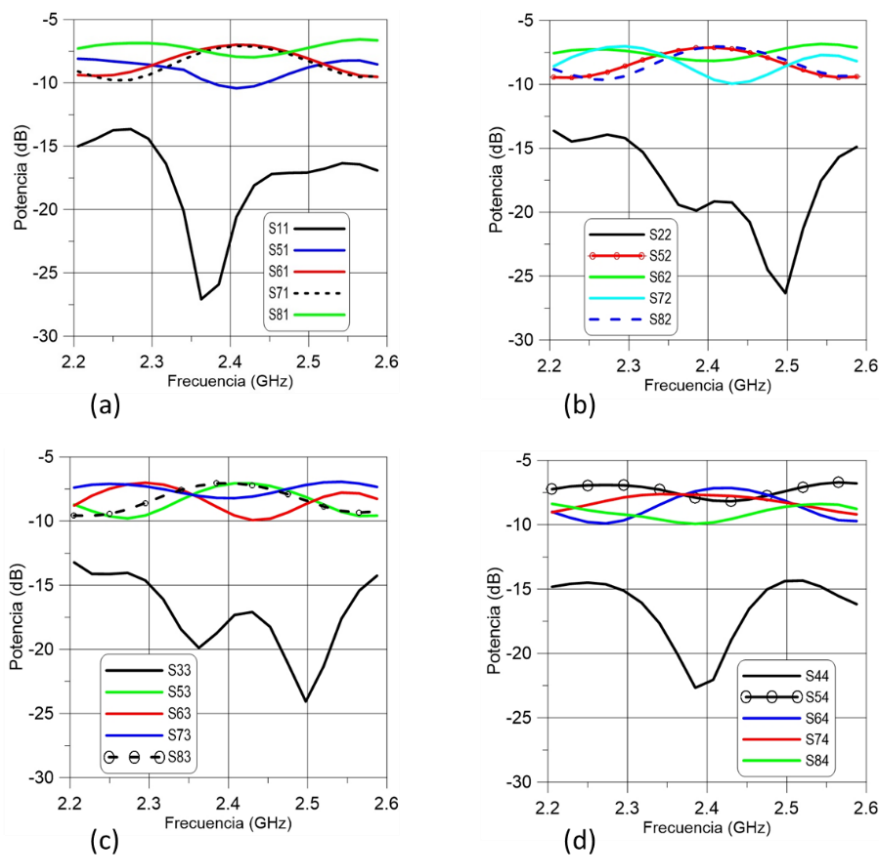 -5
-10
-15
-20
-25
-30
Potencia (dB)
S11
S51
S61
S71
S81
2.2 2.3 2.4 2.5 2.6
Frecuencia (GHz)
(a)
-5
-10
-15
-20
-25
-30
Potencia (dB)
S22
S52
S62
S72
S82
2.2 2.3 2.4 2.5 2.6
Frecuencia (GHz)
(b)
-5
-10
-15
-20
-25
-30
Potencia (dB)
S33
S53
S63
S73
S83
2.2 2.3 2.4 2.5 2.6
Frecuencia (GHz)
(c)
-5
-10
-15
-20
-25
-30
Potencia (dB)
S44
S54
S64
S74
S84
2.2 2.3 2.4 2.5 2.6
Frecuencia (GHz)
(d)